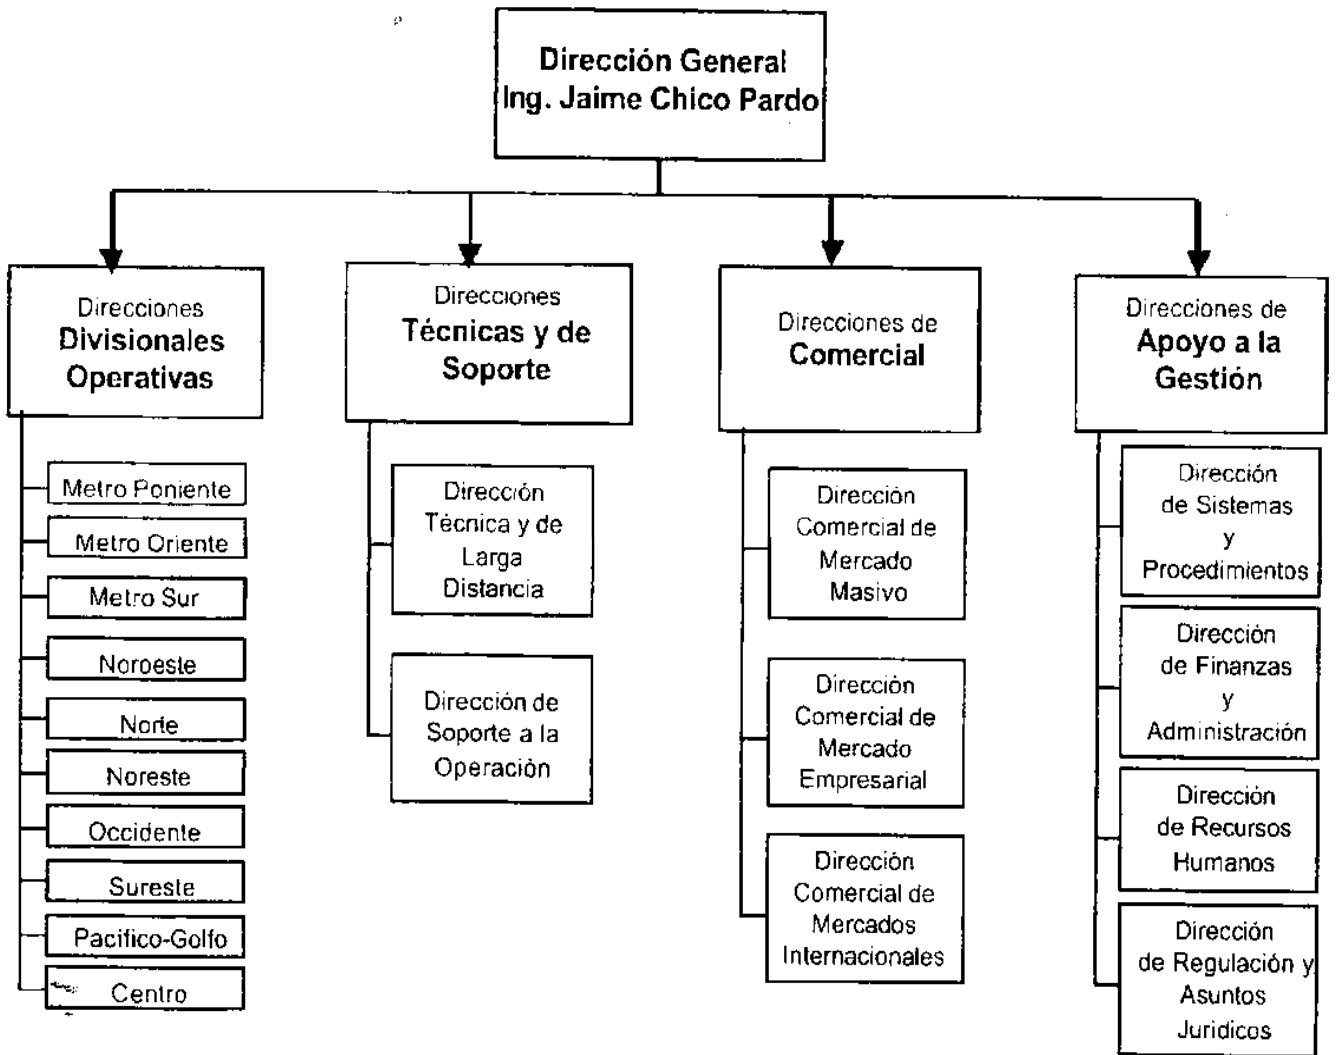 Dirección General
Ing. Jaime Chico Pardo
Direcciones
Divisionales
Operativas
Metro Poniente
Metro Oriente
Metro Sur
Noroeste
Norte
Noreste
Occidente
Sureste
Pacifico-Golfo
Centro
Direcciones
Técnicas y de
Soporte
Dirección
Técnica y de
Larga
Distancia
Dirección de
Soporte a la
Operación
Direcciones de
Comercial
Dirección
Comercial de
Mercado
Masivo
Dirección
Comercial de
Mercado
Empresarial
Dirección
Comercial de
Mercados
Internacionales
Direcciones de
Apoyo a la
Gestión
Dirección
de Sistemas
y
Procedimientos
Dirección
de Finanzas
y
Administración
Dirección
de Recursos
Humanos
Dirección
de Regulación y
Asuntos
Juridicos